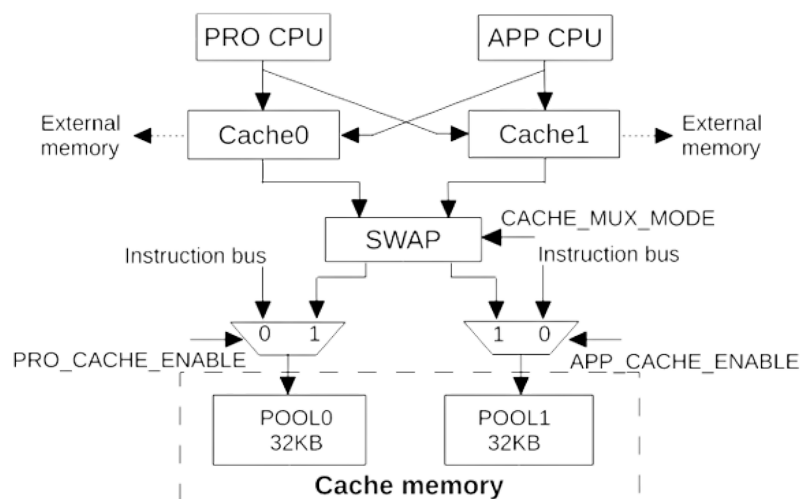 PRO CPU
APP CPU
External
memory
Cache0
Cache1
External
memory
CACHE_MUX_MODE
SWAP
Instruction bus
Instruction bus
0 1
1 0
PRO_CACHE_ENABLE
APP_CACHE_ENABLE
POOL0
32KB
POOL1
32KB
Cache memory